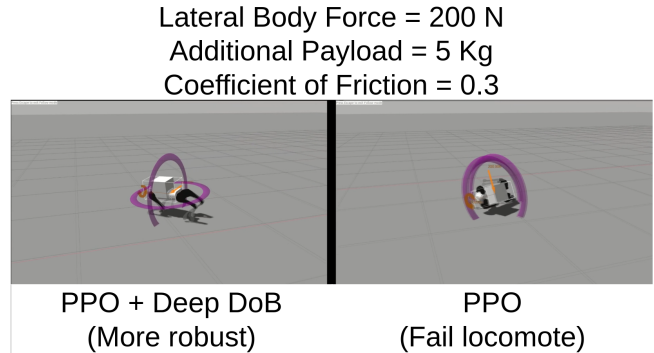 Lateral Body Force = 200 N
Additional Payload = 5 Kg
Coefficient of Friction = 0.3
PPO + Deep DoB
(More robust)
PPO
(Fail locomote)